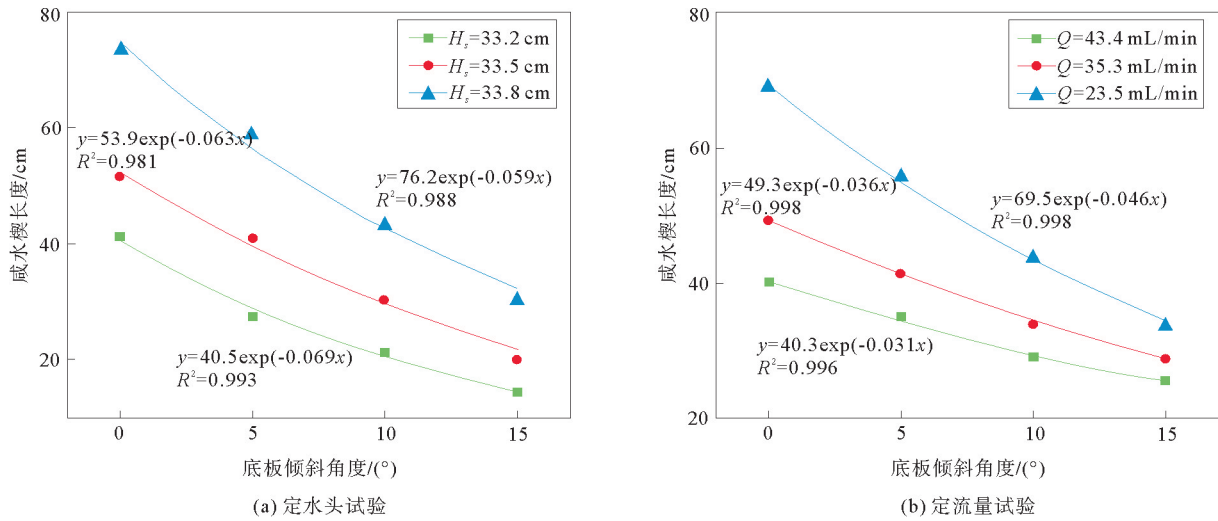 80
60
40
20
咸水楔长度/cm
H_s=33.2 cm
H_s=33.5 cm
H_s=33.8 cm
y=53.9exp(-0.063x)
R²=0.981
y=76.2exp(-0.059x)
R²=0.988
y=40.5exp(-0.069x)
R²=0.993
0 5 10 15
底板倾斜角度/(°)
(a) 定水头试验
80
60
40
20
咸水楔长度/cm
Q=43.4 mL/min
Q=35.3 mL/min
Q=23.5 mL/min
y=49.3exp(-0.036x)
R²=0.998
y=69.5exp(-0.046x)
R²=0.998
y=40.3exp(-0.031x)
R²=0.996
0 5 10 15
底板倾斜角度/(°)
(b) 定流量试验